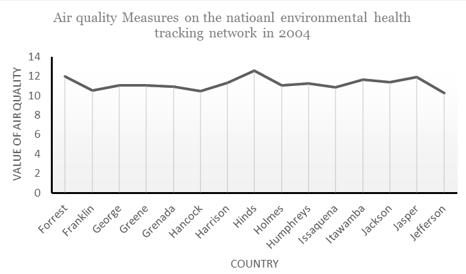 Air quality Measures on the natioanl environmental health
tracking network in 2004
VALUE OF AIR QUALITY
14
12
10
8
6
4
2
0
Forrest
Franklin
George
Greene
Grenada
Hancock
Harrison
Hinds
Holmes
Humphreys
Issaquena
Itawamba
Jackson
Jasper
Jefferson
COUNTRY